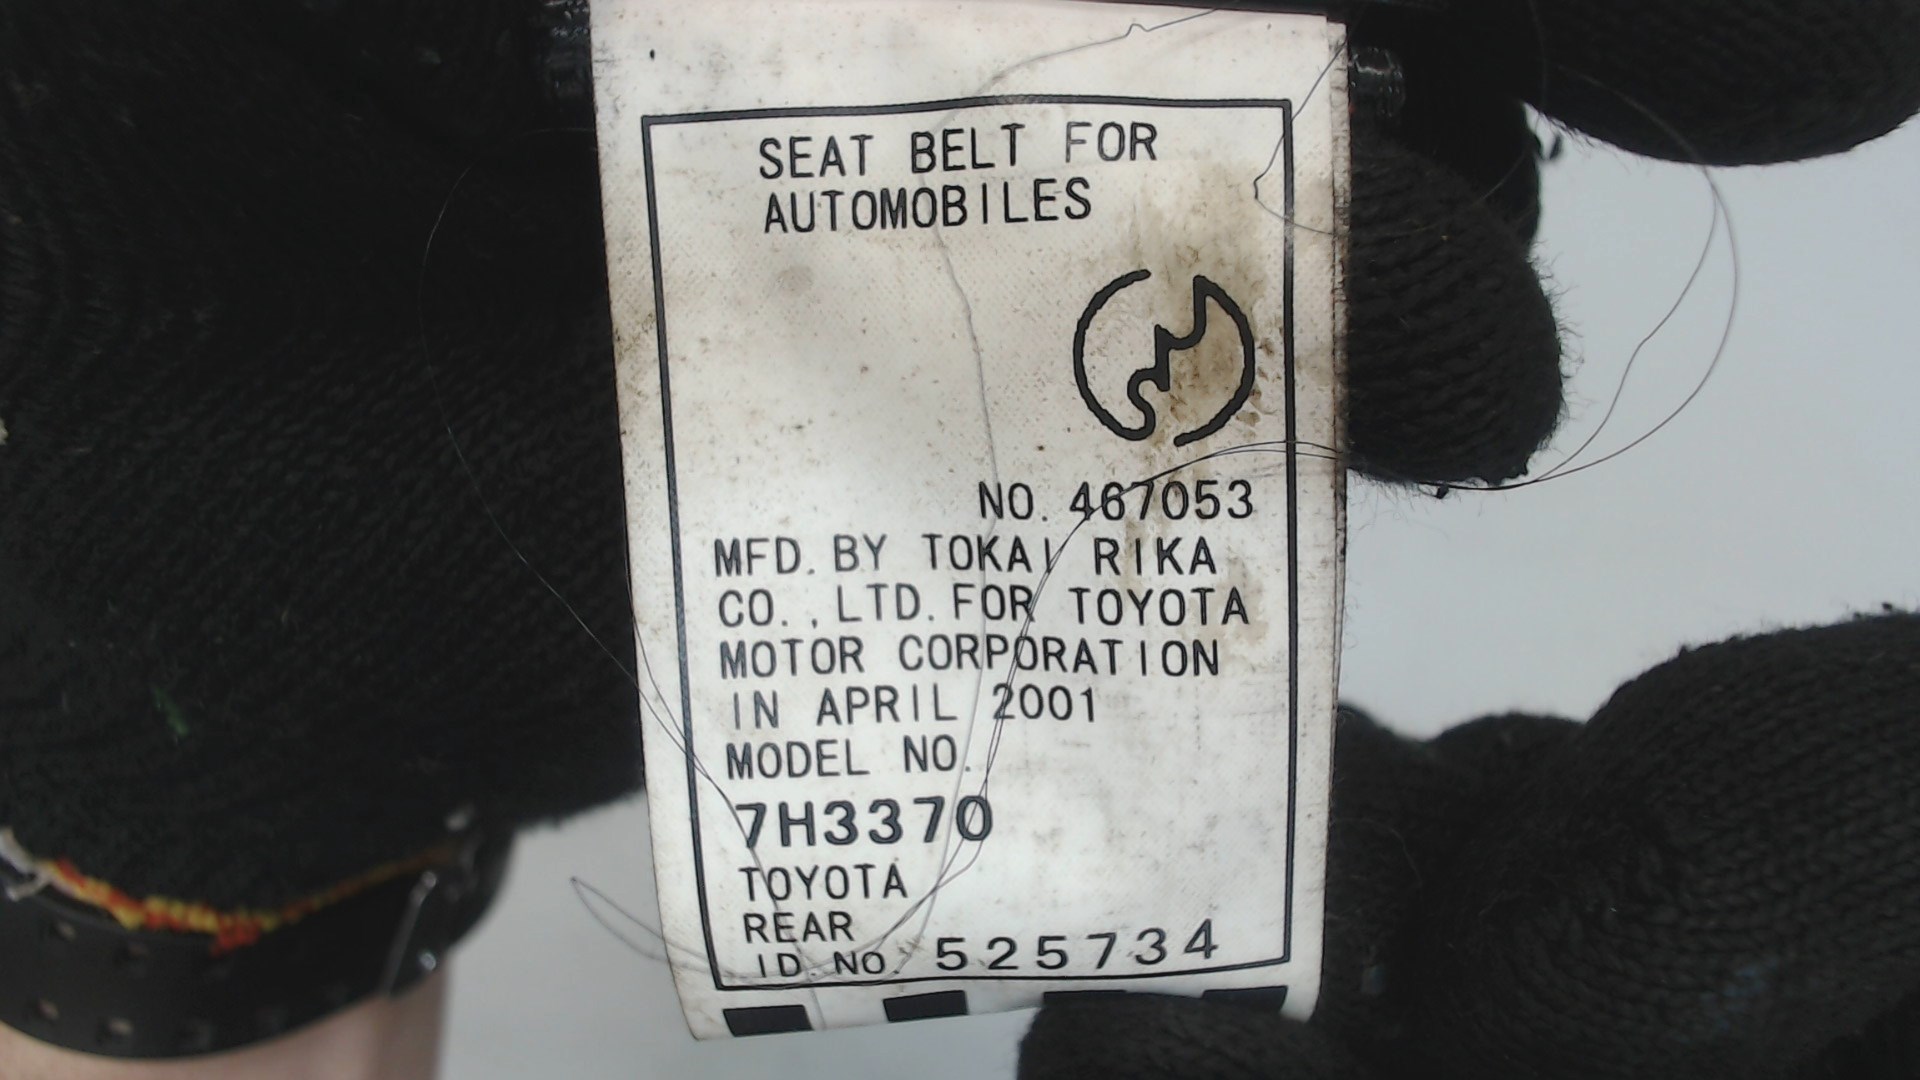 SEAT BELT FOR
AUTOMOBILES
NO. 467053
MFD. BY TOKAI RIKA
CO., LTD. FOR TOYOTA
MOTOR CORPORATION
IN APRIL 2001
MODEL NO.
7H3370
TOYOTA
REAR
ID. NO. 525734